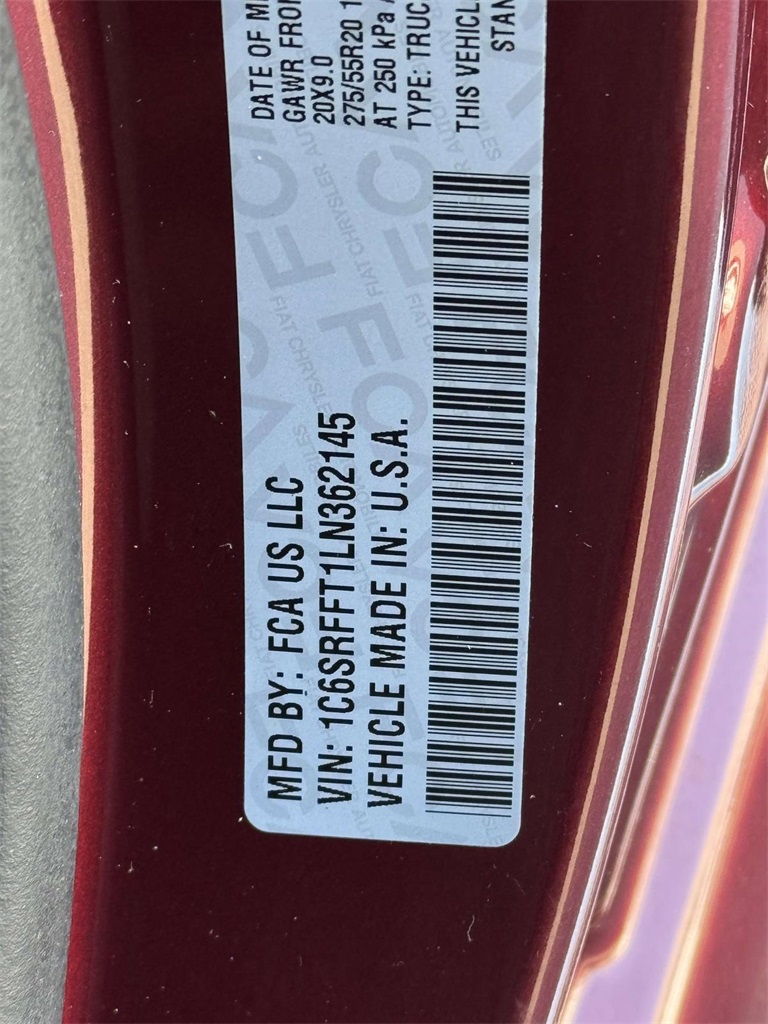 MFD BY: FCA US LLC
VIN: 1C6SRFFT1LN362145
VEHICLE MADE IN: U.S.A.
DATE OF
GAWR FRON
20X9.0
275/55R20 1
AT 250 kPa
TYPE: TRUC
THIS VEHICL
STAN